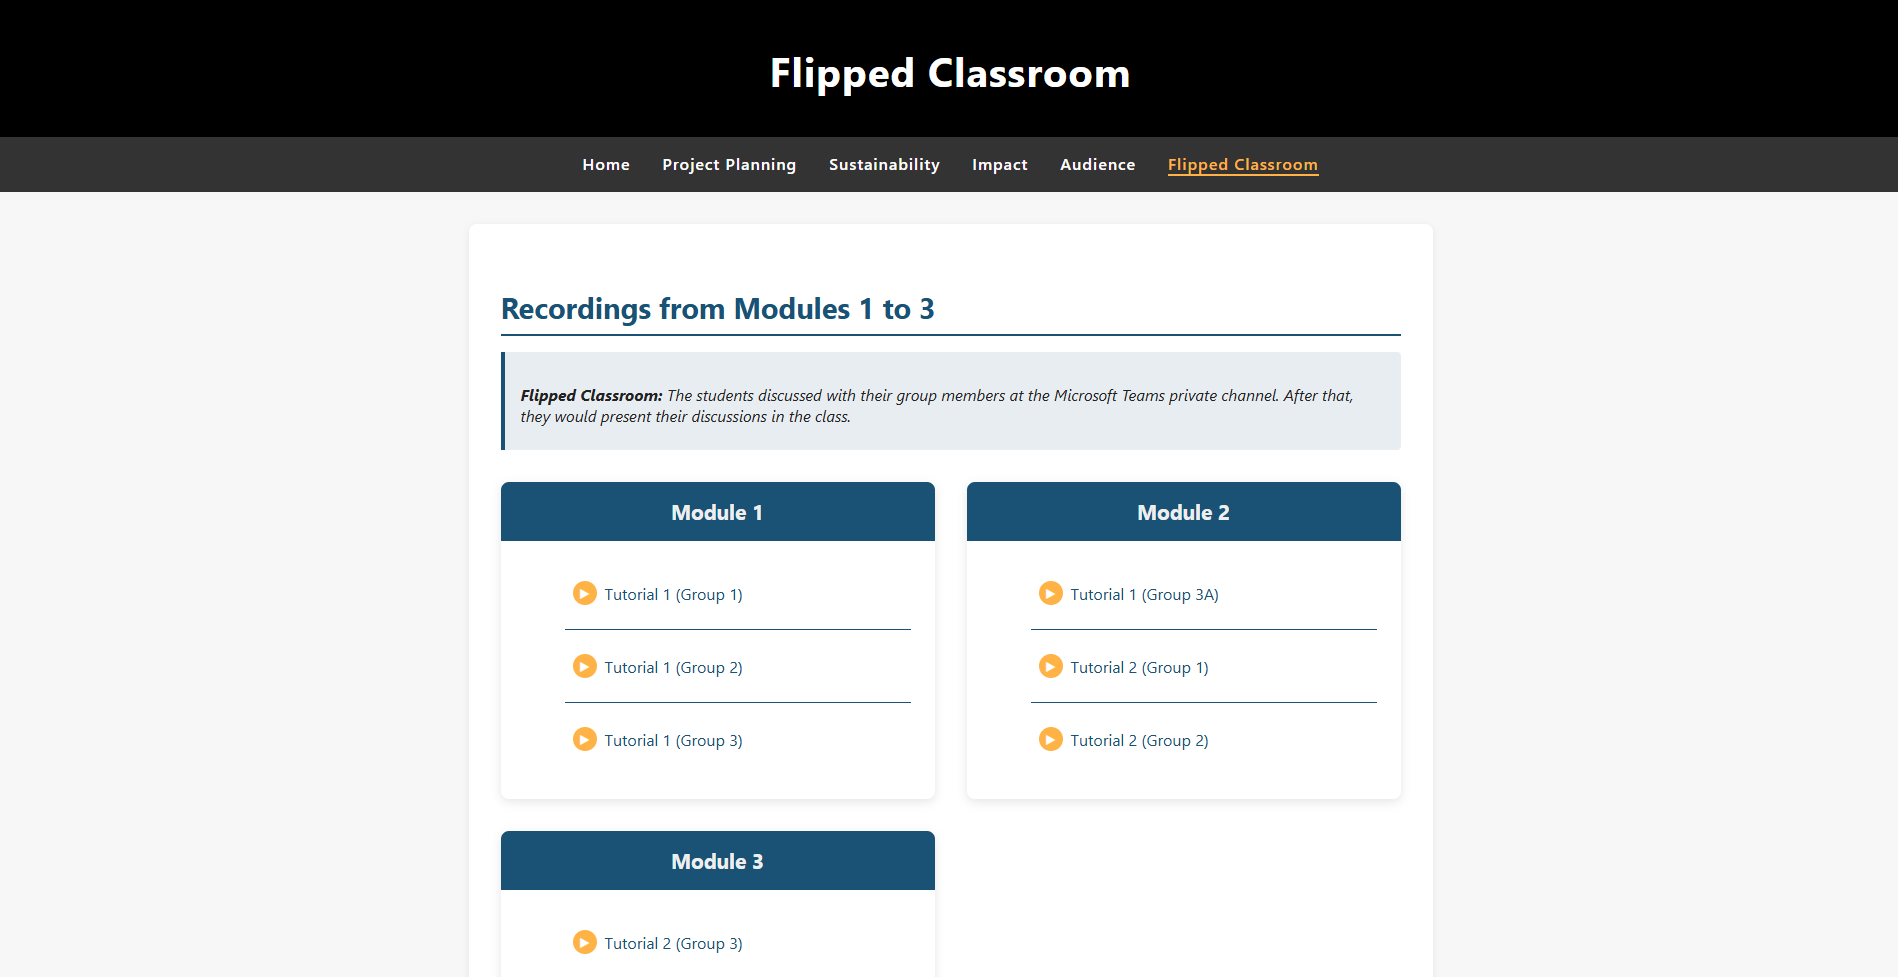 Flipped Classroom
Home Project Planning Sustainability Impact Audience Flipped Classroom
Recordings from Modules 1 to 3
Flipped Classroom: The students discussed with their group members at the Microsoft Teams private channel. After that,
they would present their discussions in the class.
Module 1
Tutorial 1 (Group 1)
Tutorial 1 (Group 2)
Tutorial 1 (Group 3)
Module 2
Tutorial 1 (Group 3A)
Tutorial 2 (Group 1)
Tutorial 2 (Group 2)
Module 3
Tutorial 2 (Group 3)